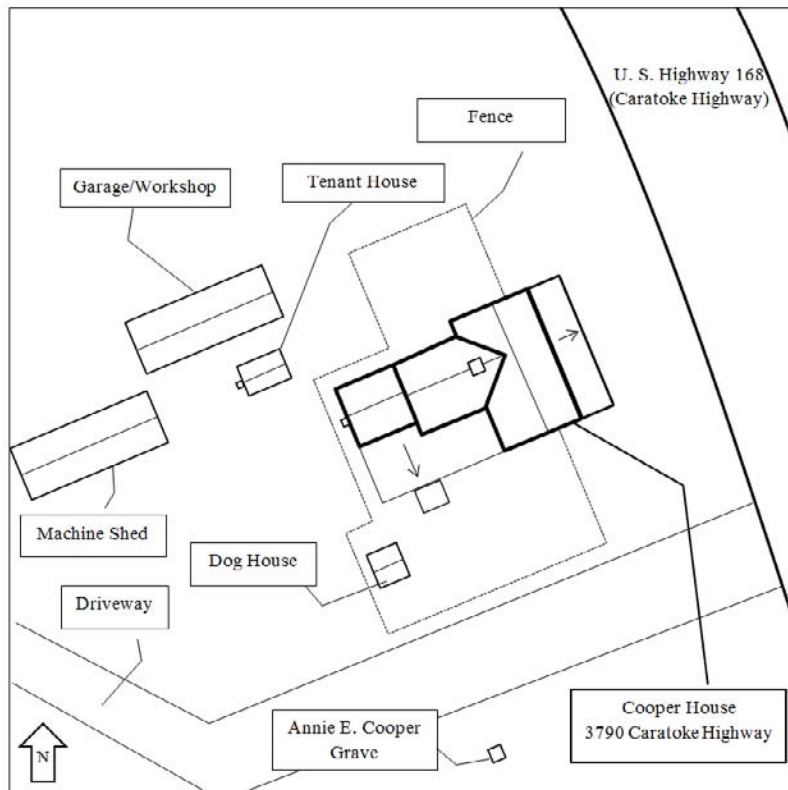 U. S. Highway 168
(Caratoke Highway)
Fence
Garage/Workshop
Tenant House
Machine Shed
Dog House
Driveway
Annie E. Cooper
Grave
Cooper House
3790 Caratoke Highway
N